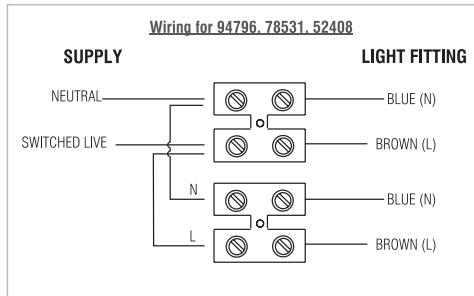 Wiring for 94796. 78531. 52408
SUPPLY
LIGHT FITTING
NEUTRAL
BLUE (N)
SWITCHED LIVE
BROWN (L)
N
BLUE (N)
L
BROWN (L)